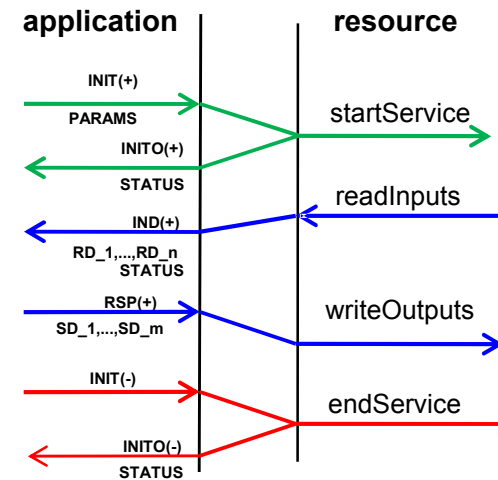 application
resource
INIT(+)
PARAMS
startService
INITO(+)
STATUS
readInputs
IND(+)
RD_1,...,RD_n
STATUS
RSP(+)
SD_1,...,SD_m
writeOutputs
INIT(-)
endService
INITO(-)
STATUS